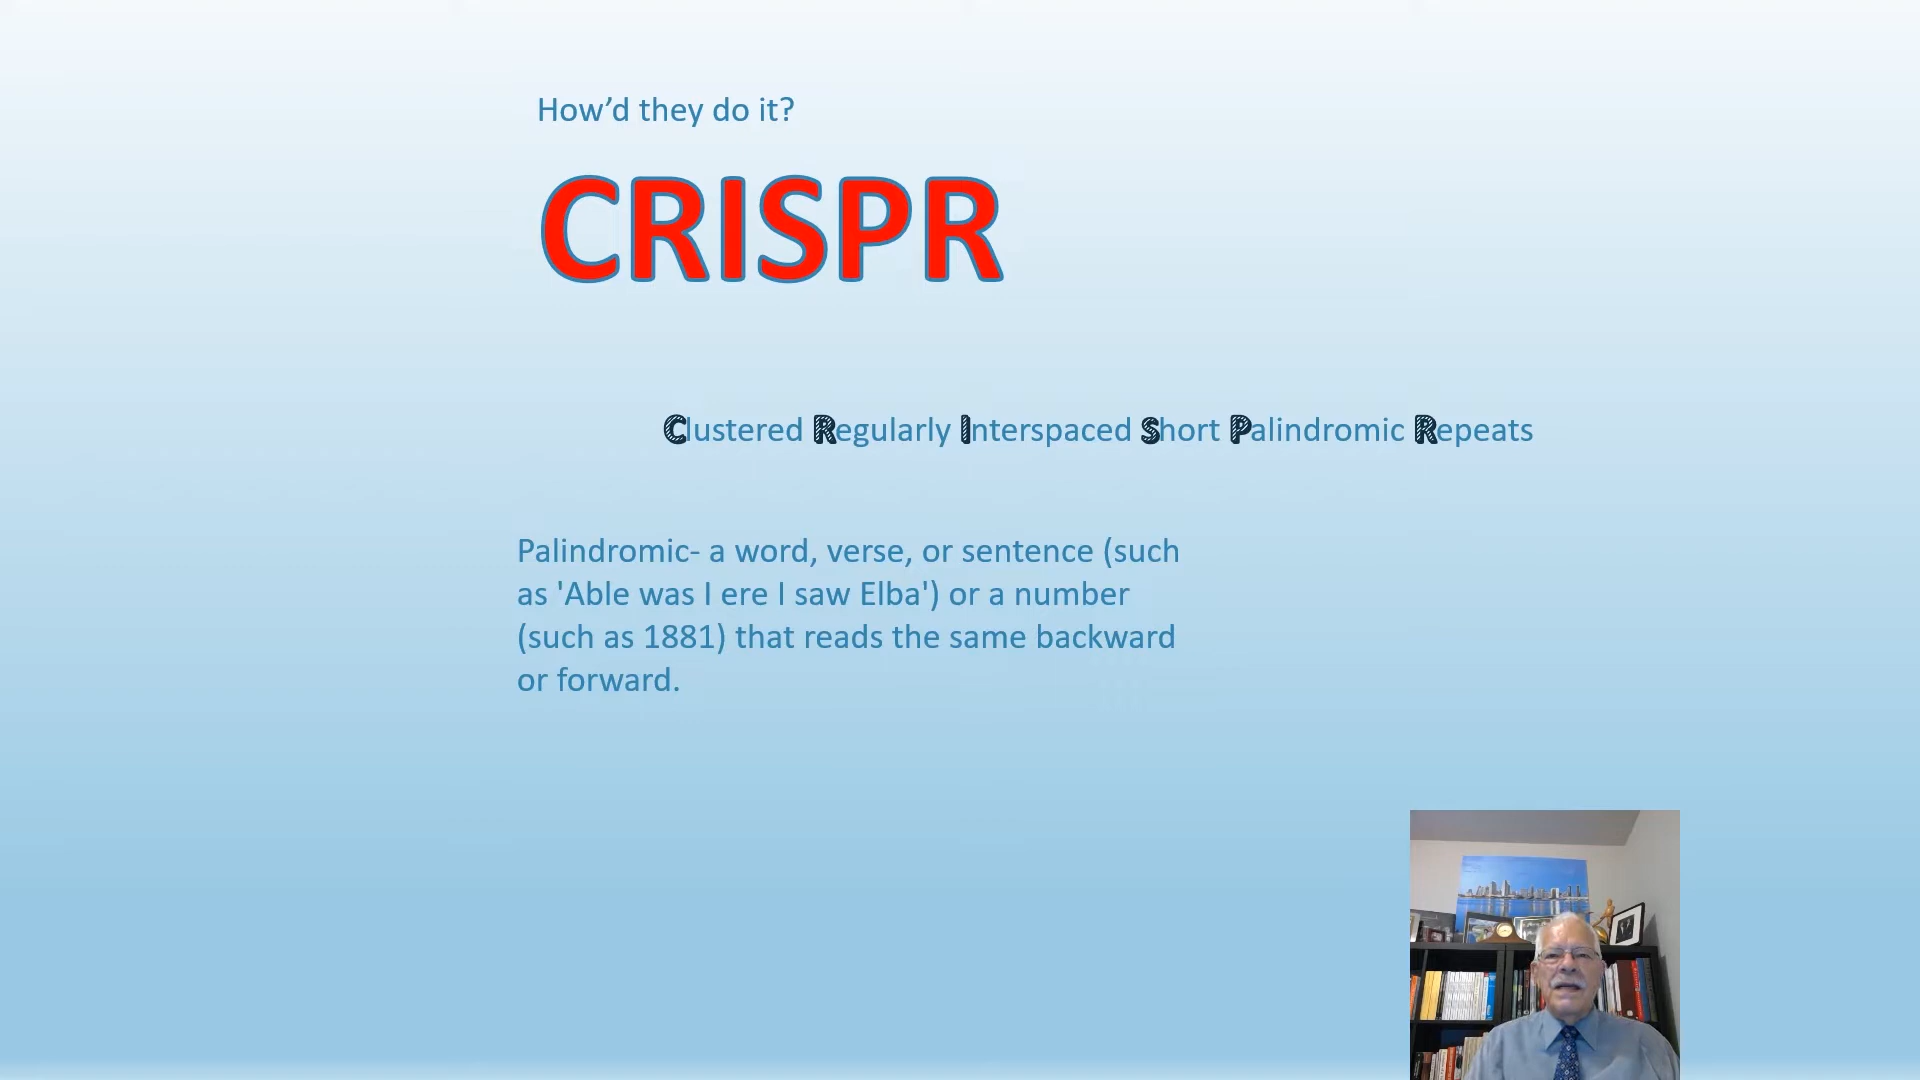 How’d they do it?
CRISPR
Clustered Regularly Interspaced Short Palindromic Repeats
Palindromic- a word, verse, or sentence (such
as 'Able was I ere I saw Elba') or a number
(such as 1881) that reads the same backward
or forward.